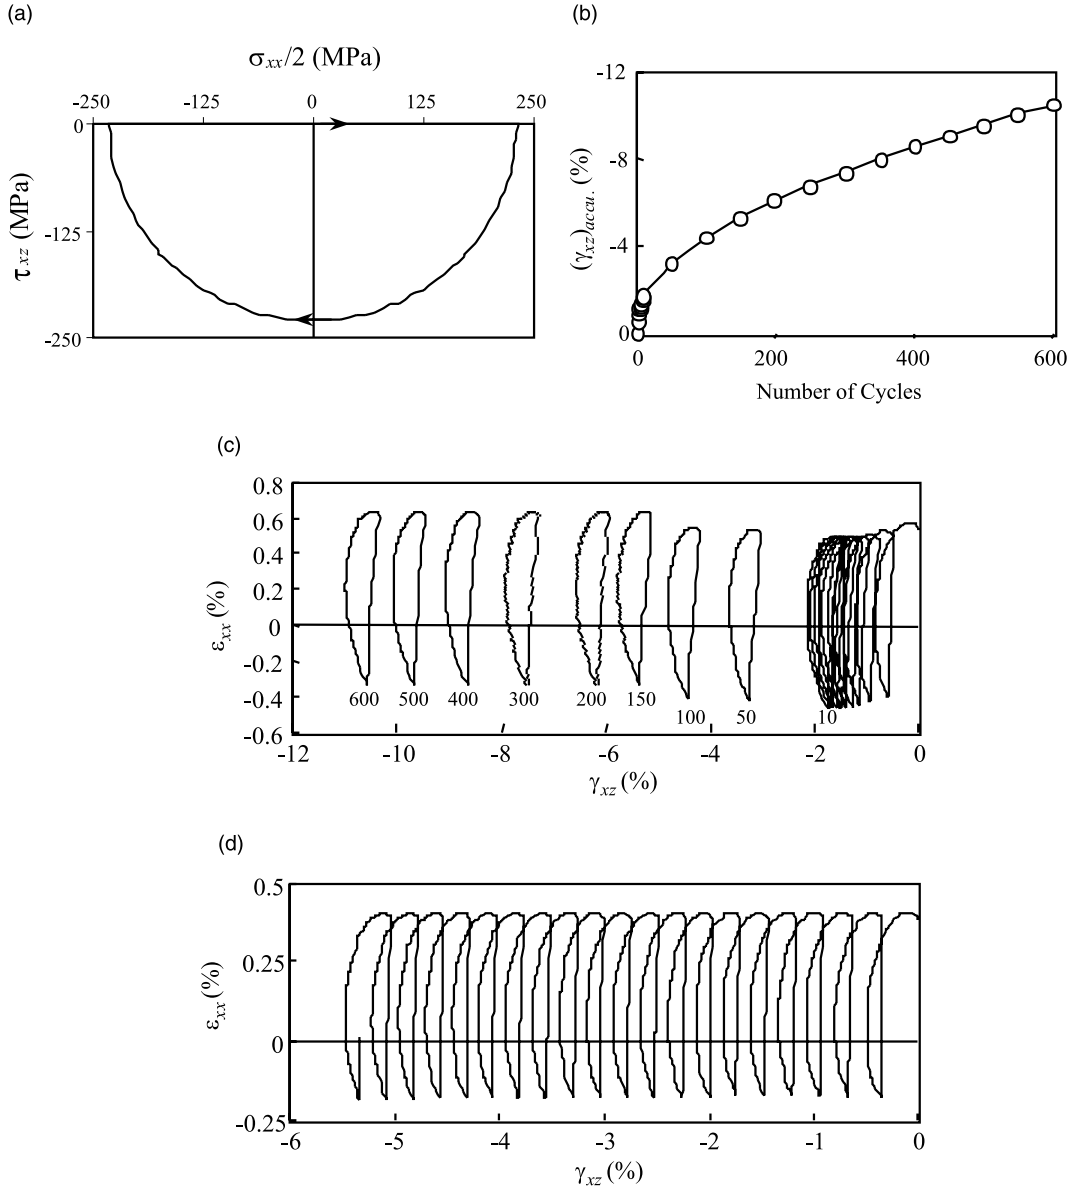 (a)
σxx/2 (MPa)
-250 -125 0 125 250
0
-125
-250
τxz (MPa)
(b)
-12
-8
-4
0
(γxz)accu. (%)
0 200 400 600
Number of Cycles
(c)
0.8
0.6
0.4
0.2
0
-0.2
-0.4
-0.6
εxx (%)
600 500 400 300 200 150 100 50 10
-12 -10 -8 -6 -4 -2 0
γxz (%)
(d)
0.5
0.25
0
-0.25
εxx (%)
-6 -5 -4 -3 -2 -1 0
γxz (%)